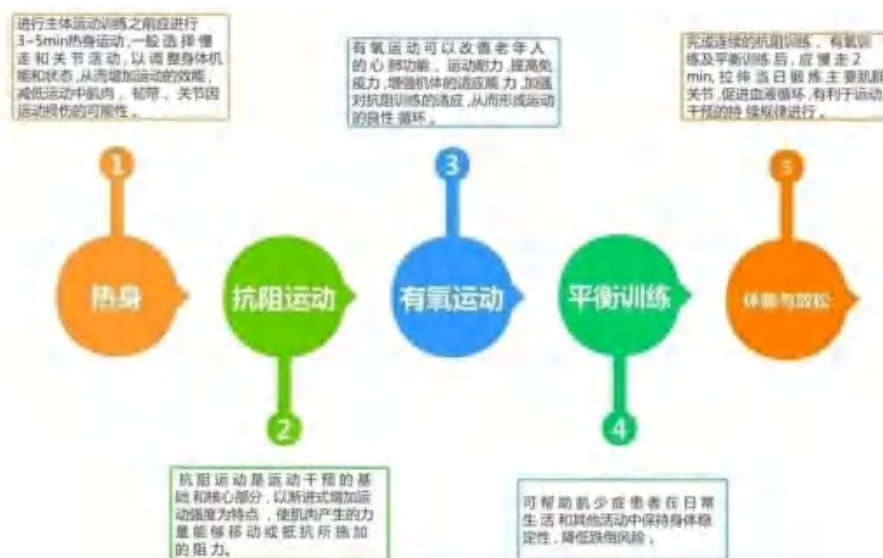 进行主体运动训练之前应进行
3~5min热身运动,一般选择慢
走和关节活动,以调整身体机
能和状态,从而增加运动的效能,
减低运动中肌肉、韧带、关节因
运动损伤的可能性。
1
热身
抗阻运动
2
抗阻运动是运动干预的基
础和核心部分,以渐进式增加运
动强度为特点,使肌肉产生的力
量能够移动或抵抗所施加
的阻力。
有氧运动可以改善老年人
的心肺功能、运动耐力,提高免
疫力,增强机体的适应能力,加强
对抗阻训练的适应,从而形成运动
的良性循环。
3
有氧运动
平衡训练
4
可帮助肌少症患者在日常
生活和其他活动中保持身体稳
定性,降低跌倒风险。
完成连续的抗阻训练、有氧训
练及平衡训练后,应慢走2
min,拉伸当日锻炼主要肌群
关节,促进血液循环,有利于运动
干预的持续规律进行。
5
与放松